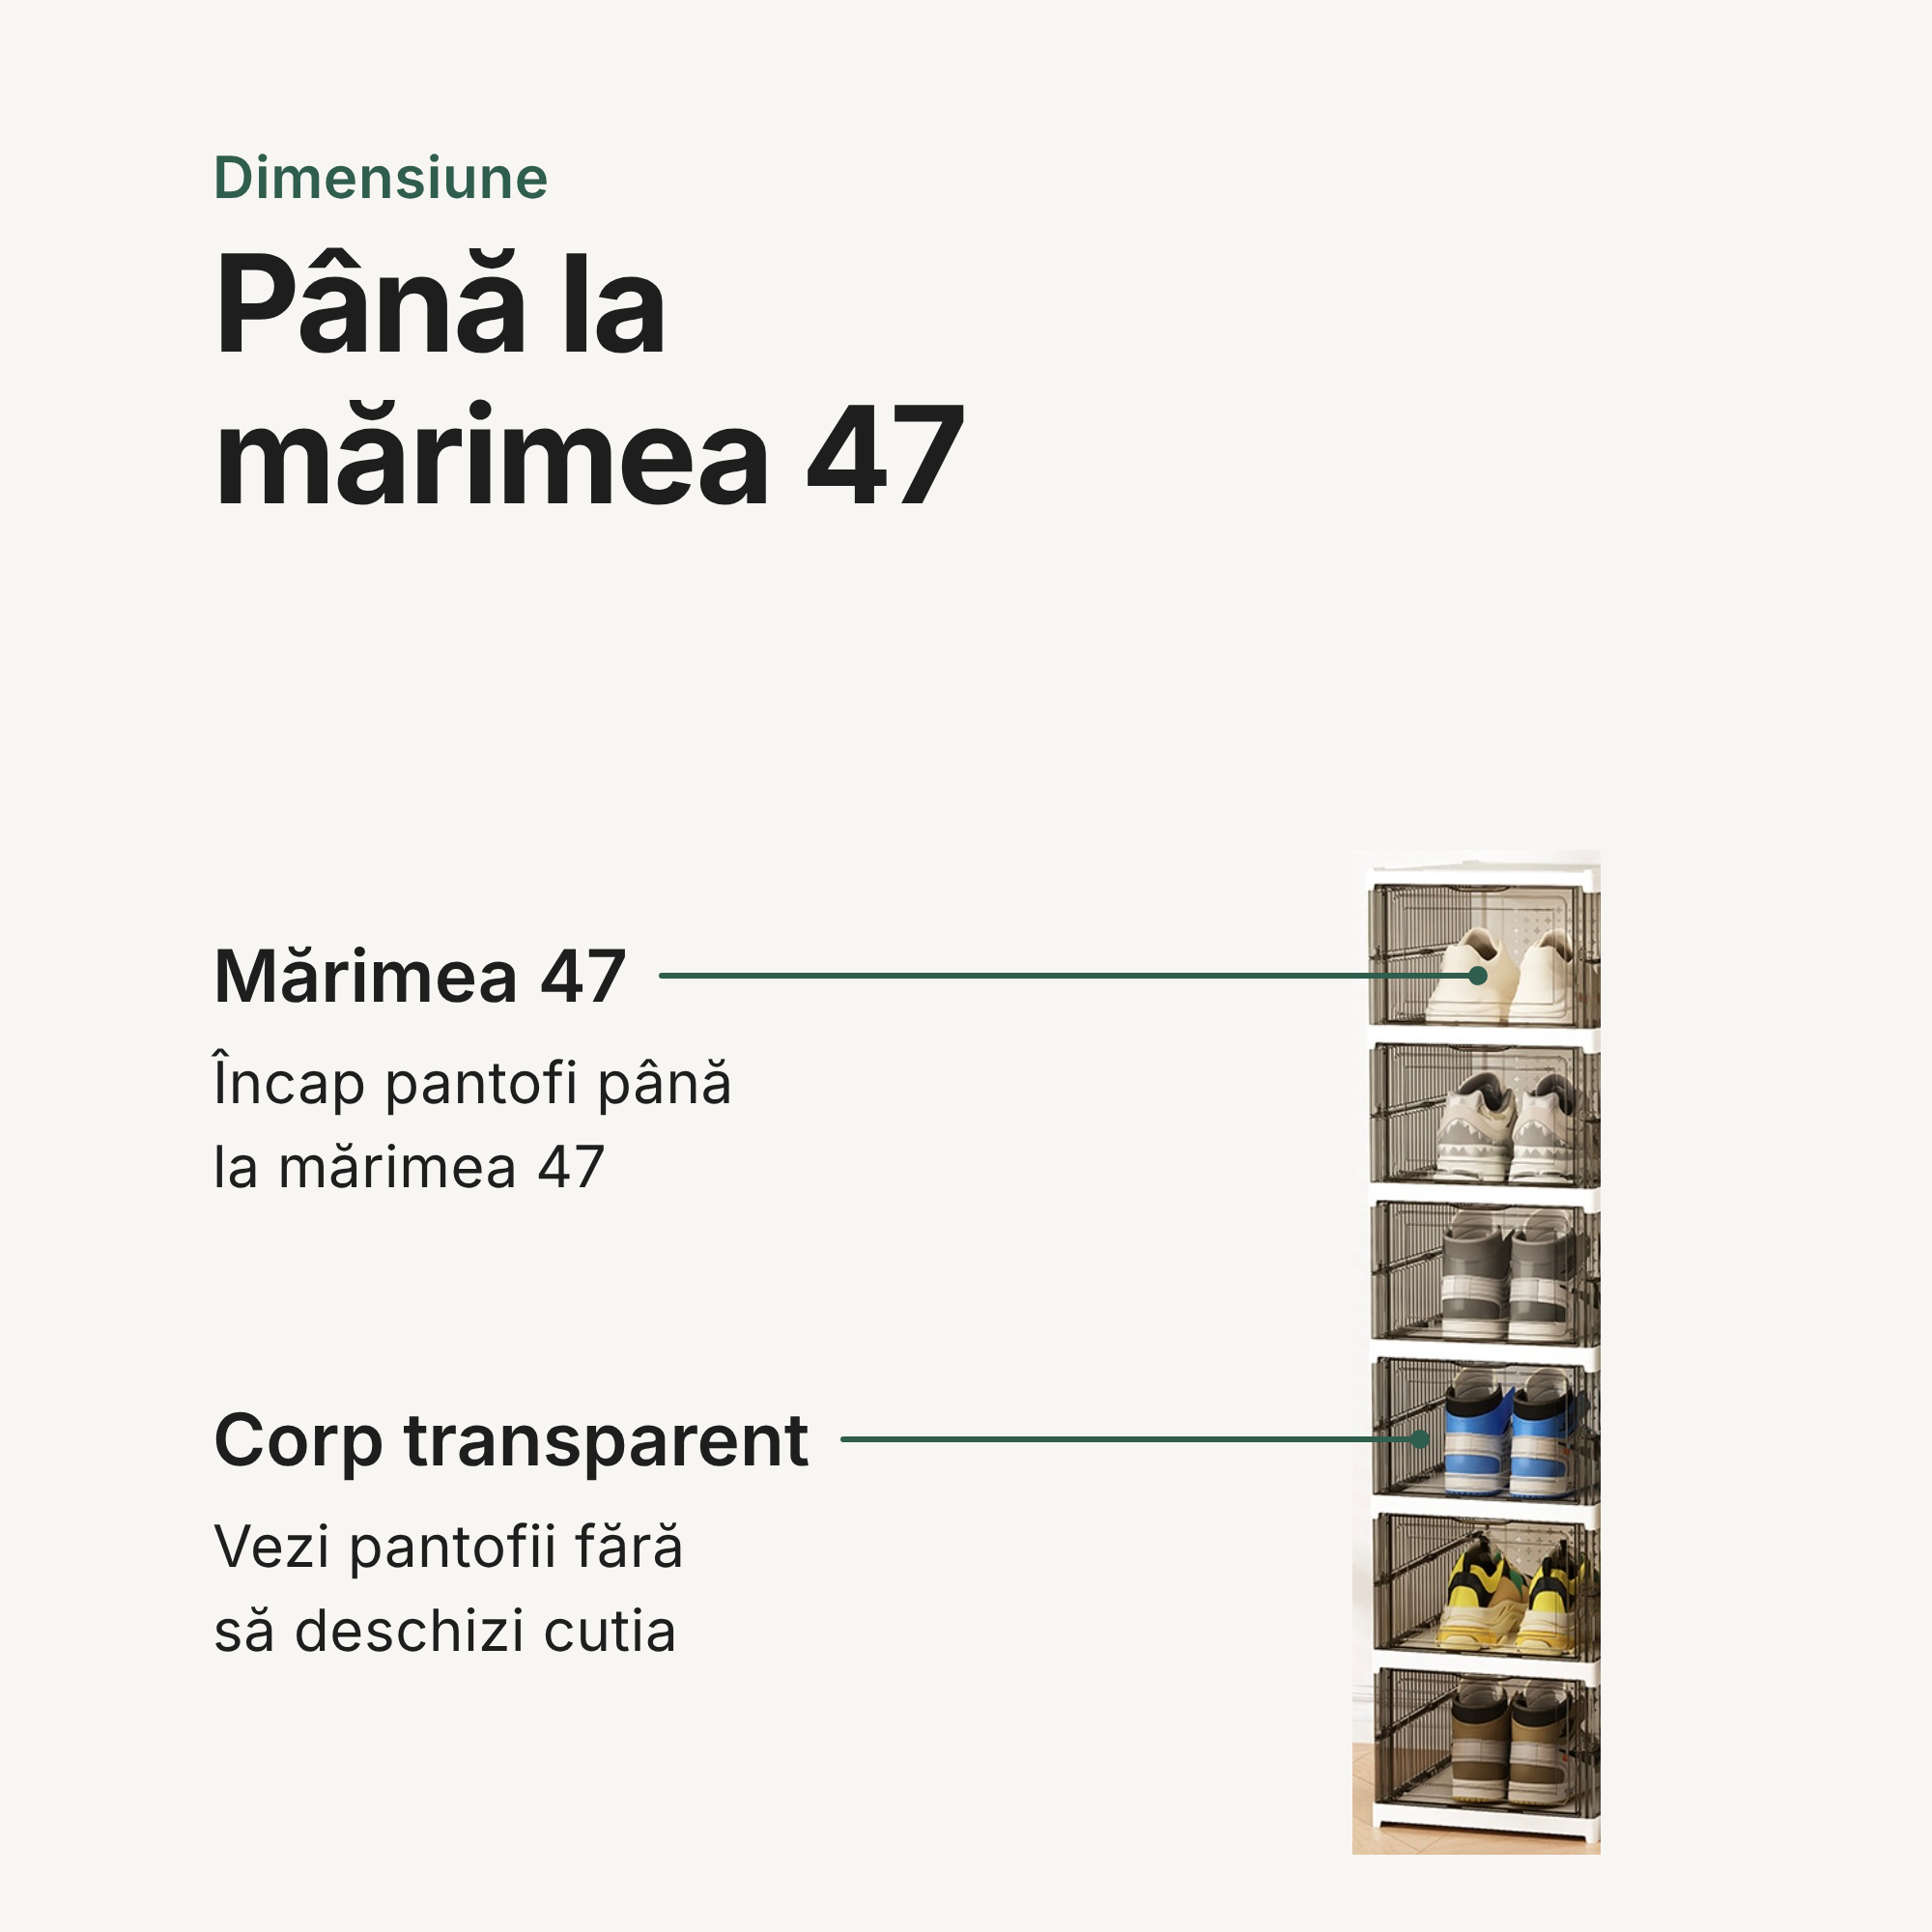 Dimensiune
Până la
mărimea 47
Mărimea 47
Încap pantofi până
la mărimea 47
Corp transparent
Vezi pantofii fără
să deschizi cutia